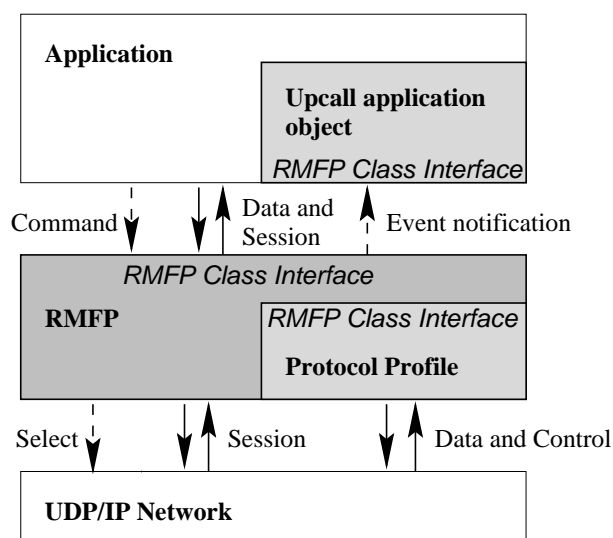 Application
Upcall application
object
RMFP Class Interface
Command
Data and
Session
Event notification
RMFP Class Interface
RMFP
RMFP Class Interface
Protocol Profile
Select
Session
Data and Control
UDP/IP Network